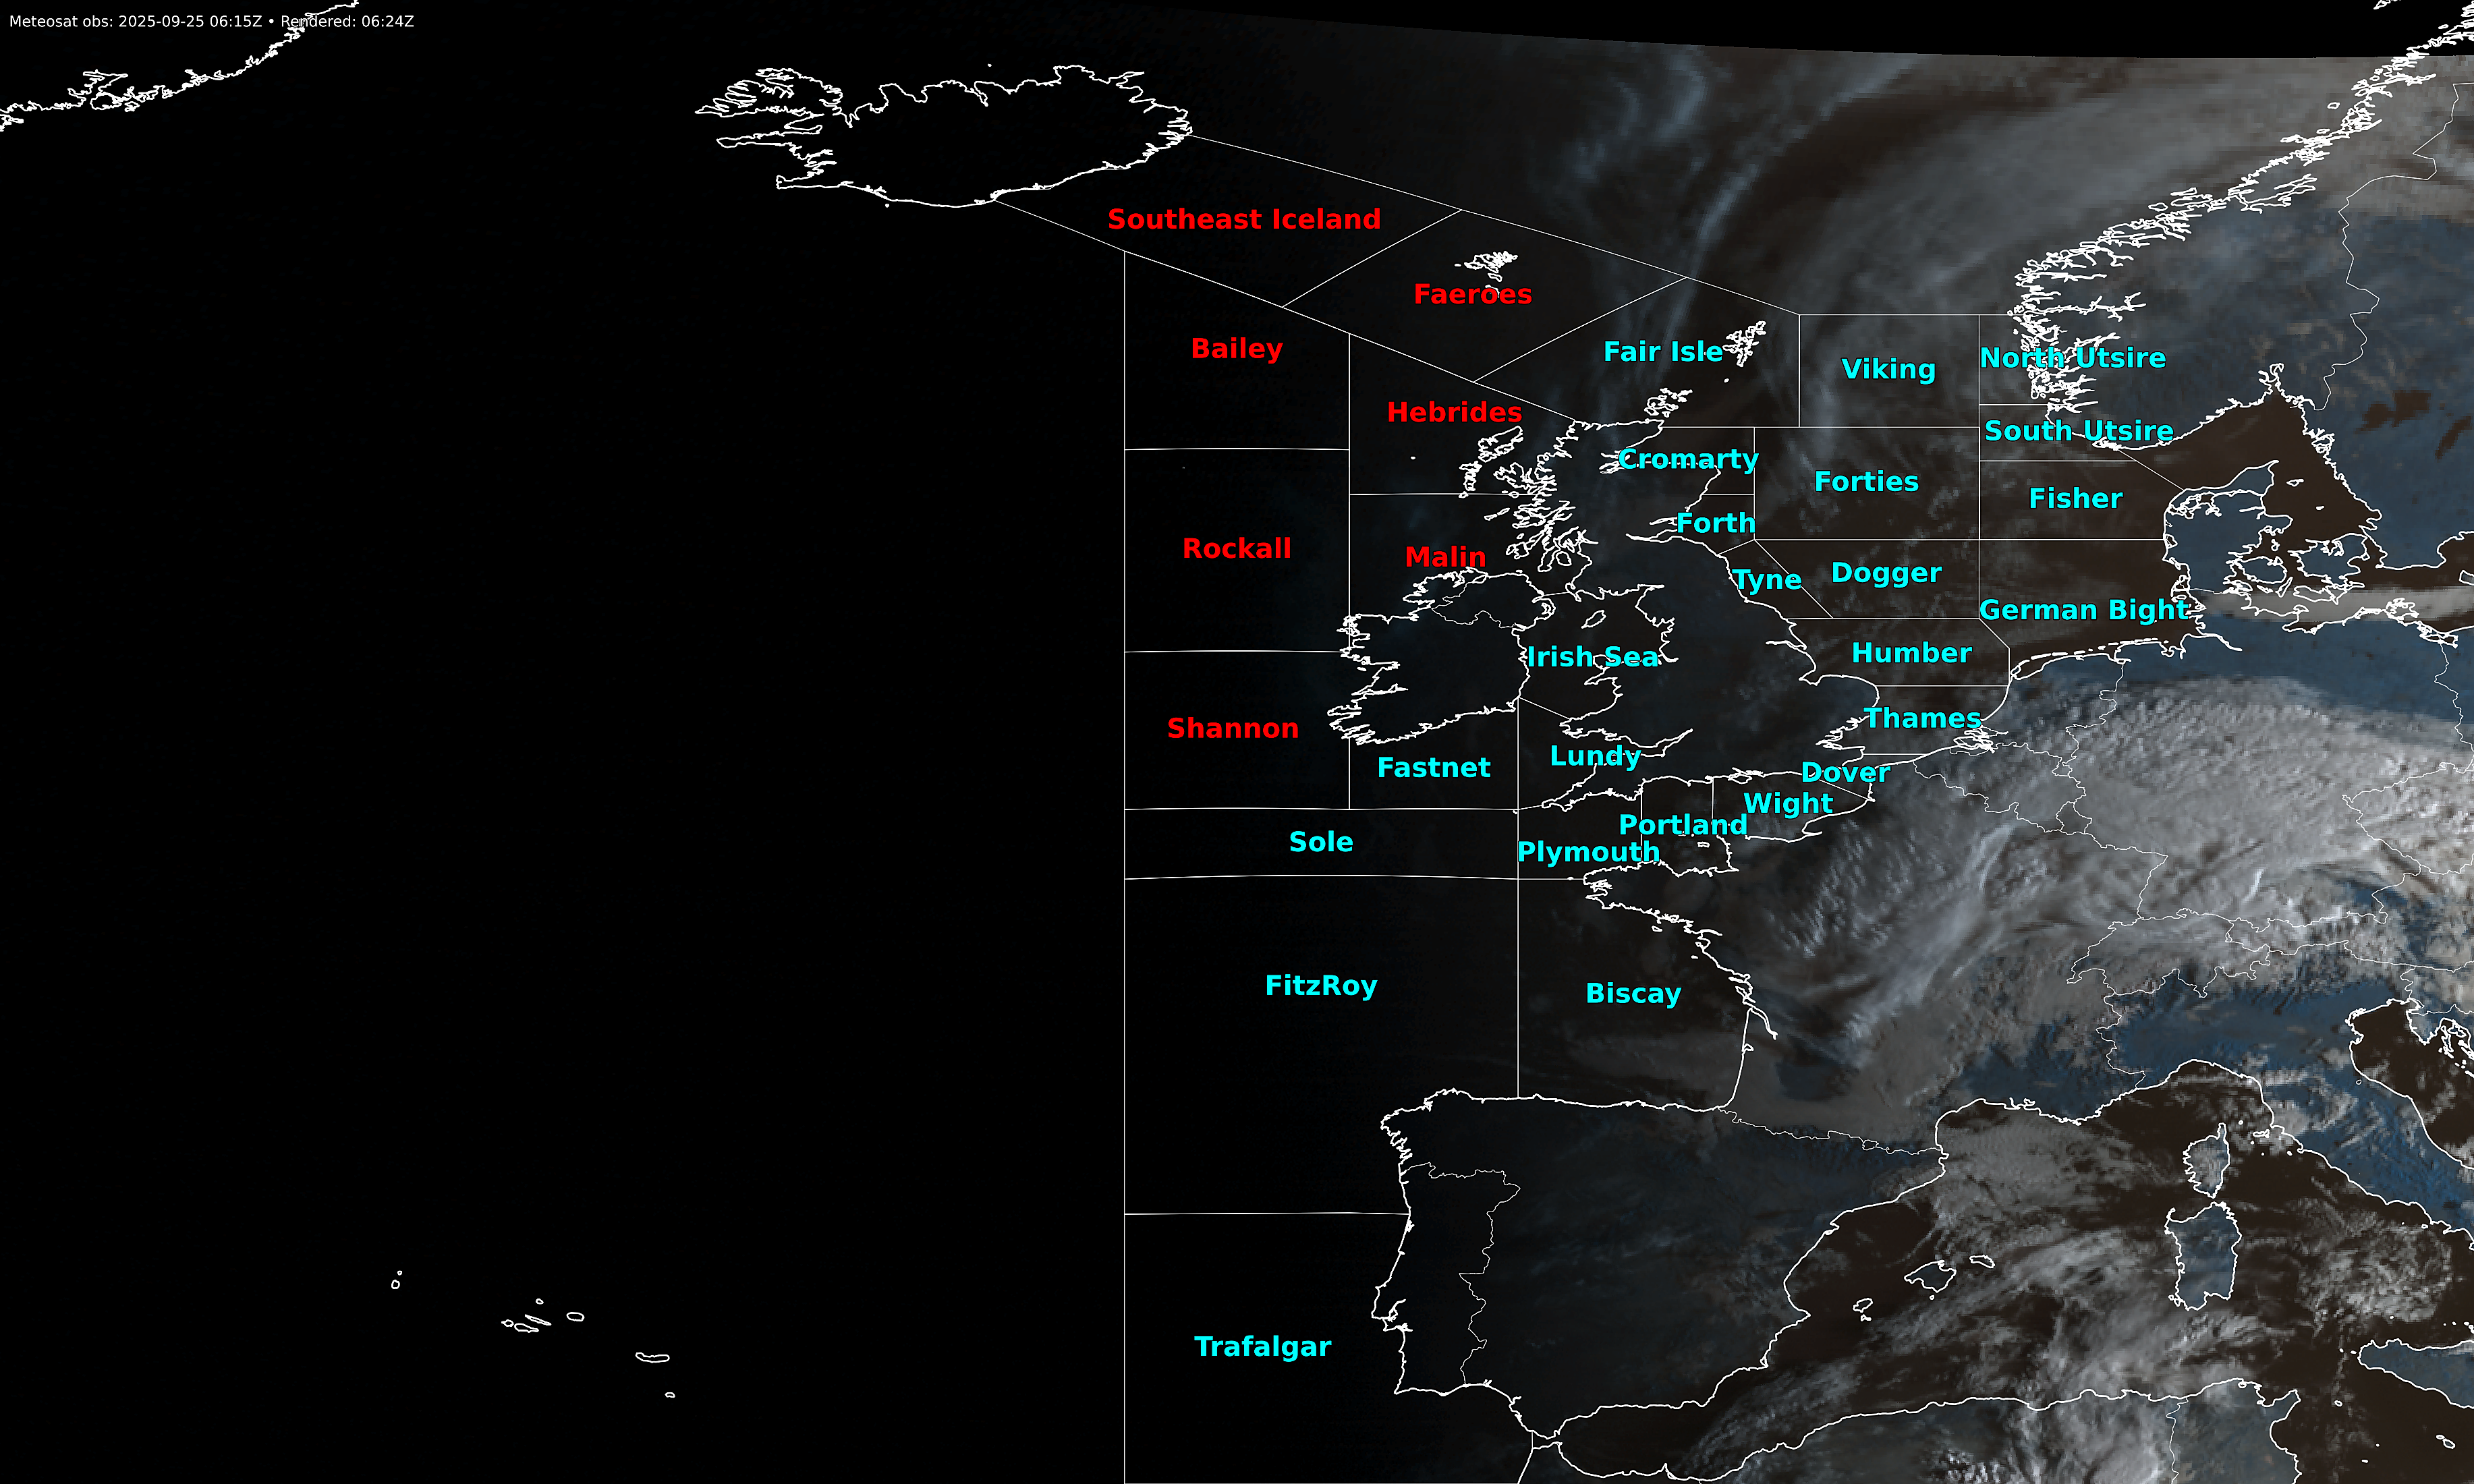 Meteosat obs: 2025-09-25 06:15Z • Rendered: 06:24Z
Southeast Iceland
Faeroes
Bailey
Fair Isle
North Utsire
Viking
Hebrides
South Utsire
Cromarty
Forties
Fisher
Forth
Rockall
Malin
Tyne
Dogger
German Bight
Humber
Irish Sea
Thames
Shannon
Lundy
Fastnet
Dover
Wight
Portland
Sole
Plymouth
FitzRoy
Biscay
Trafalgar